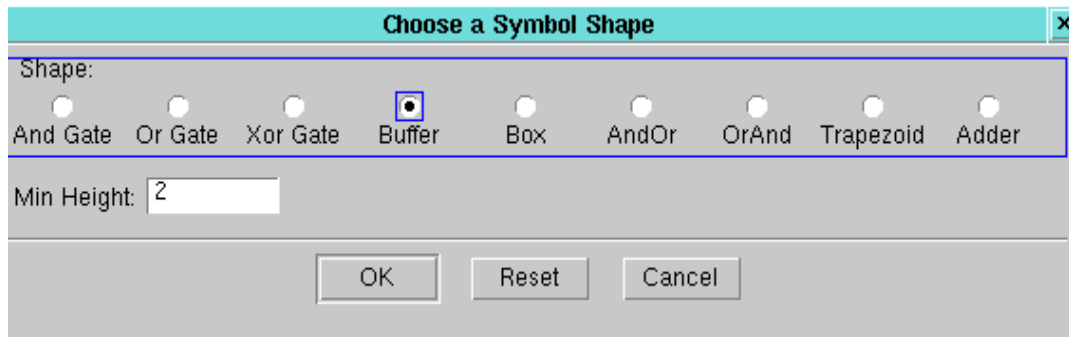 Choose a Symbol Shape
Shape:
And Gate Or Gate Xor Gate Buffer Box AndOr OrAnd Trapezoid Adder
Min Height: 2
OK Reset Cancel